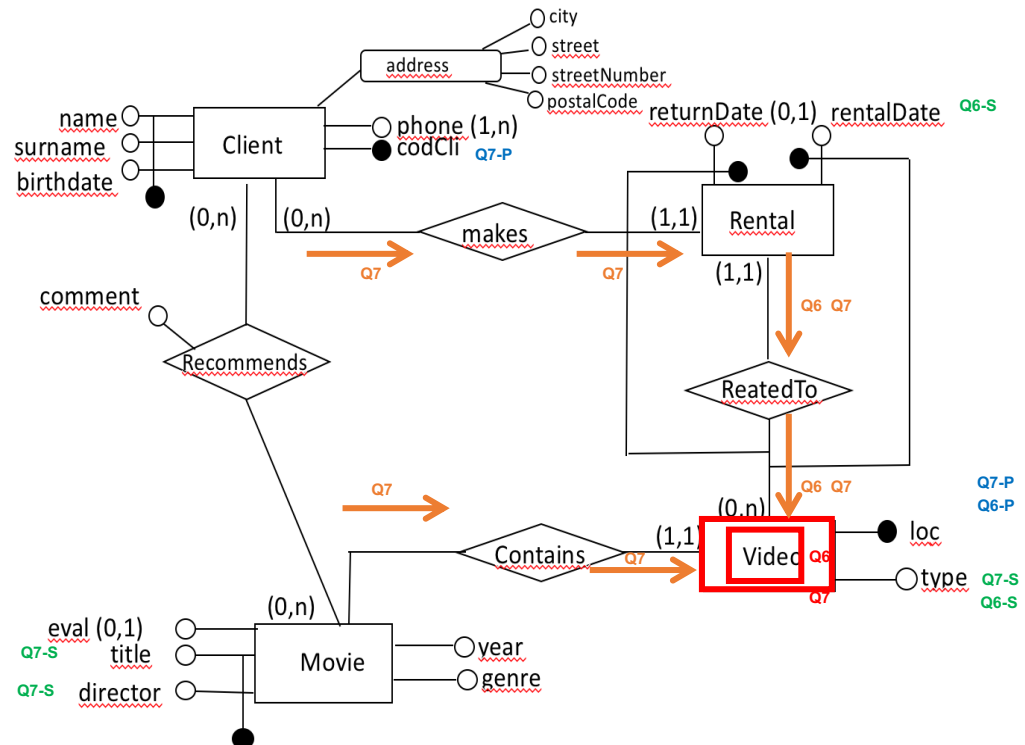 city
street
address
streetNumber
postalCode
returnDate (0,1) rentalDate
Q6-S
name
surname
birthdate
Client
phone (1,n)
codCli
Q7-P
(0,n)
(0,n)
makes
(1,1)
Rental
Q7
Q7
(1,1)
comment
Q6 Q7
Recommends
ReatedTo
Q7
Q6 Q7
Q7-P
Q6-P
(0,n)
(1,1)
Contains
Q7
Video
Q6
loc
type
Q7-S
Q6-S
Q7
(0,n)
eval (0,1)
Q7-S
title
Q7-S
director
Movie
year
genre